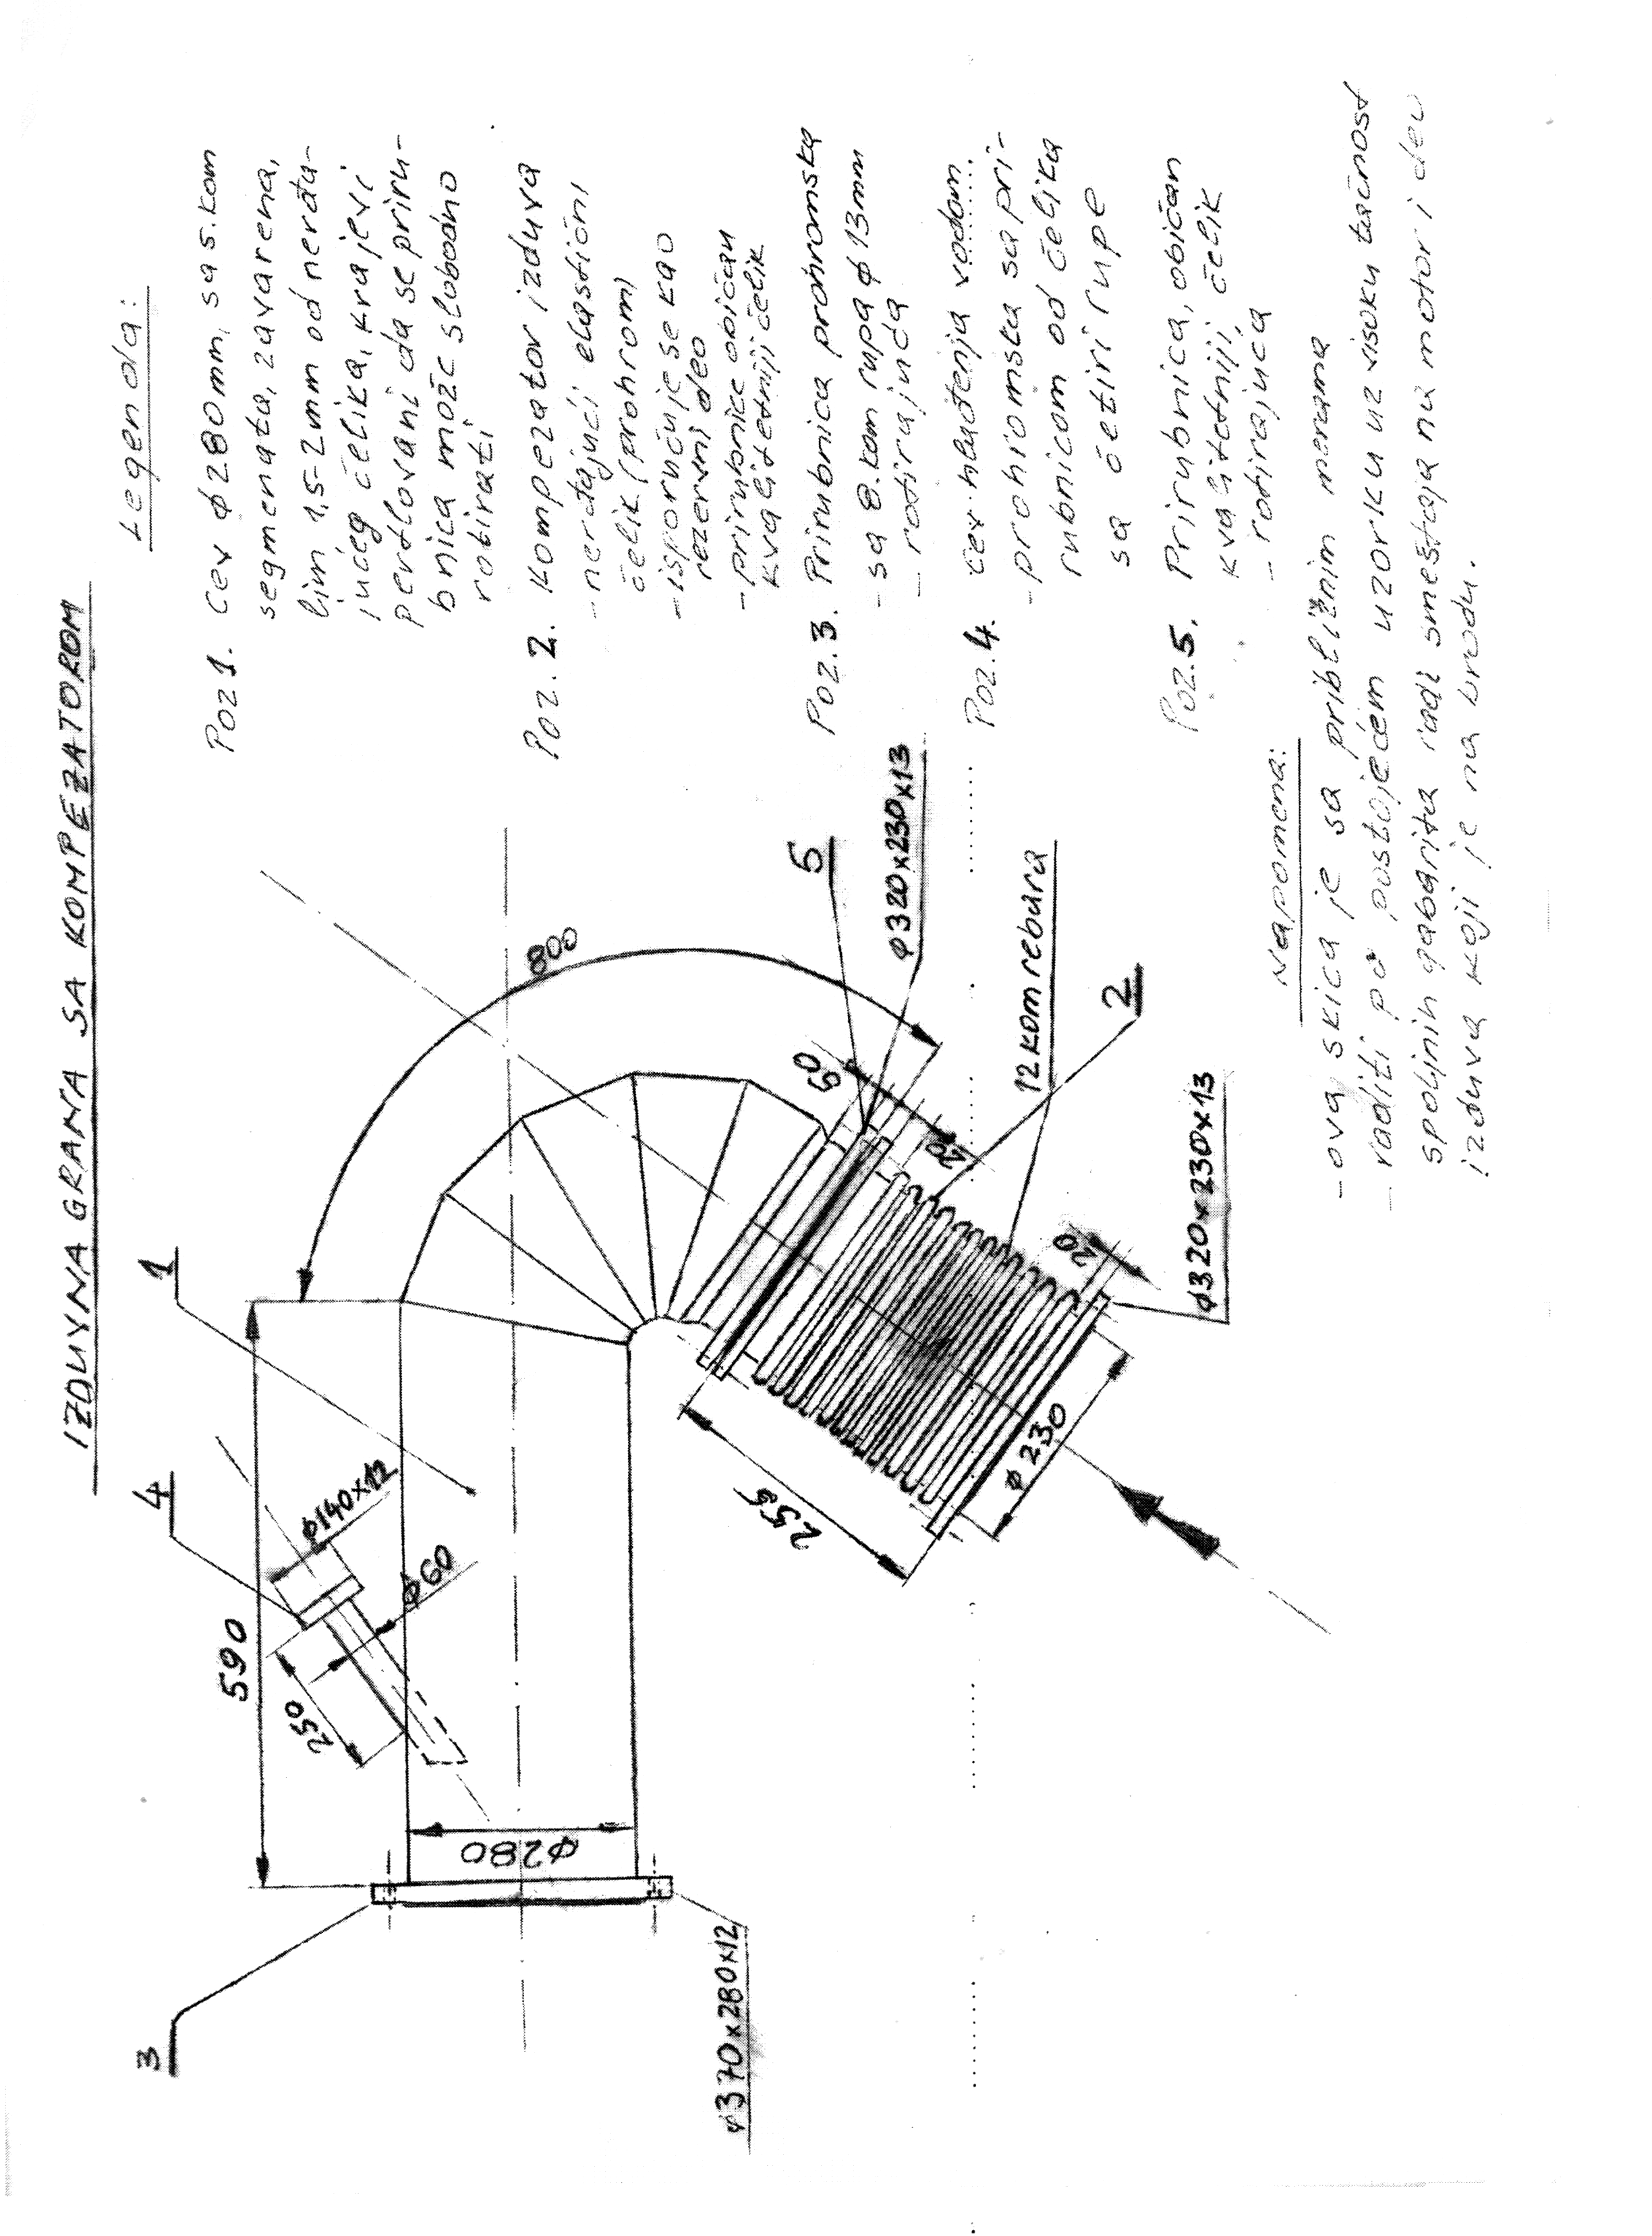 IZDUVNA GRANA SA KOMPEZATOROM
Legenda:
Poz 1. Cev ϕ280mm, sa 5.kom
segmenata, zavarena,
lim 1,5-2mm od nerđa-
jućeg čelika, krajevi
pertlovani da se priru-
bnica može slobodno
rotirati
Poz. 2. Kompezator izduva
- nerđajući elastični
čelik (prohrom)
- isporučuje se kao
rezervni deo
- prirubnice običan
kvalitetniji čelik
Poz. 3. Prirubnica prohromska
- sa 8.kom rupa ϕ13mm
- rotirajuća
Poz. 4. cev hlađenja vodom
- prohromska sa pri-
rubnicom od čelika
sa četiri rupe
Poz. 5. Prirubnica, običan
kvalitetniji, čelik
- rotirajuća
Napomena:
- ova skica je sa približnim merama
- raditi po postojećem uzorku uz visoku tačnost
spoljnih gabarita radi smeštaja na motor i deo
izduva koji je na brodu.
3
4
1
590
250
ϕ140x12
ϕ60
ϕ280
ϕ370x280x12
800
50
5
ϕ320x230x13
20
12 kom rebara
2
20
ϕ320x230x13
255
ϕ230